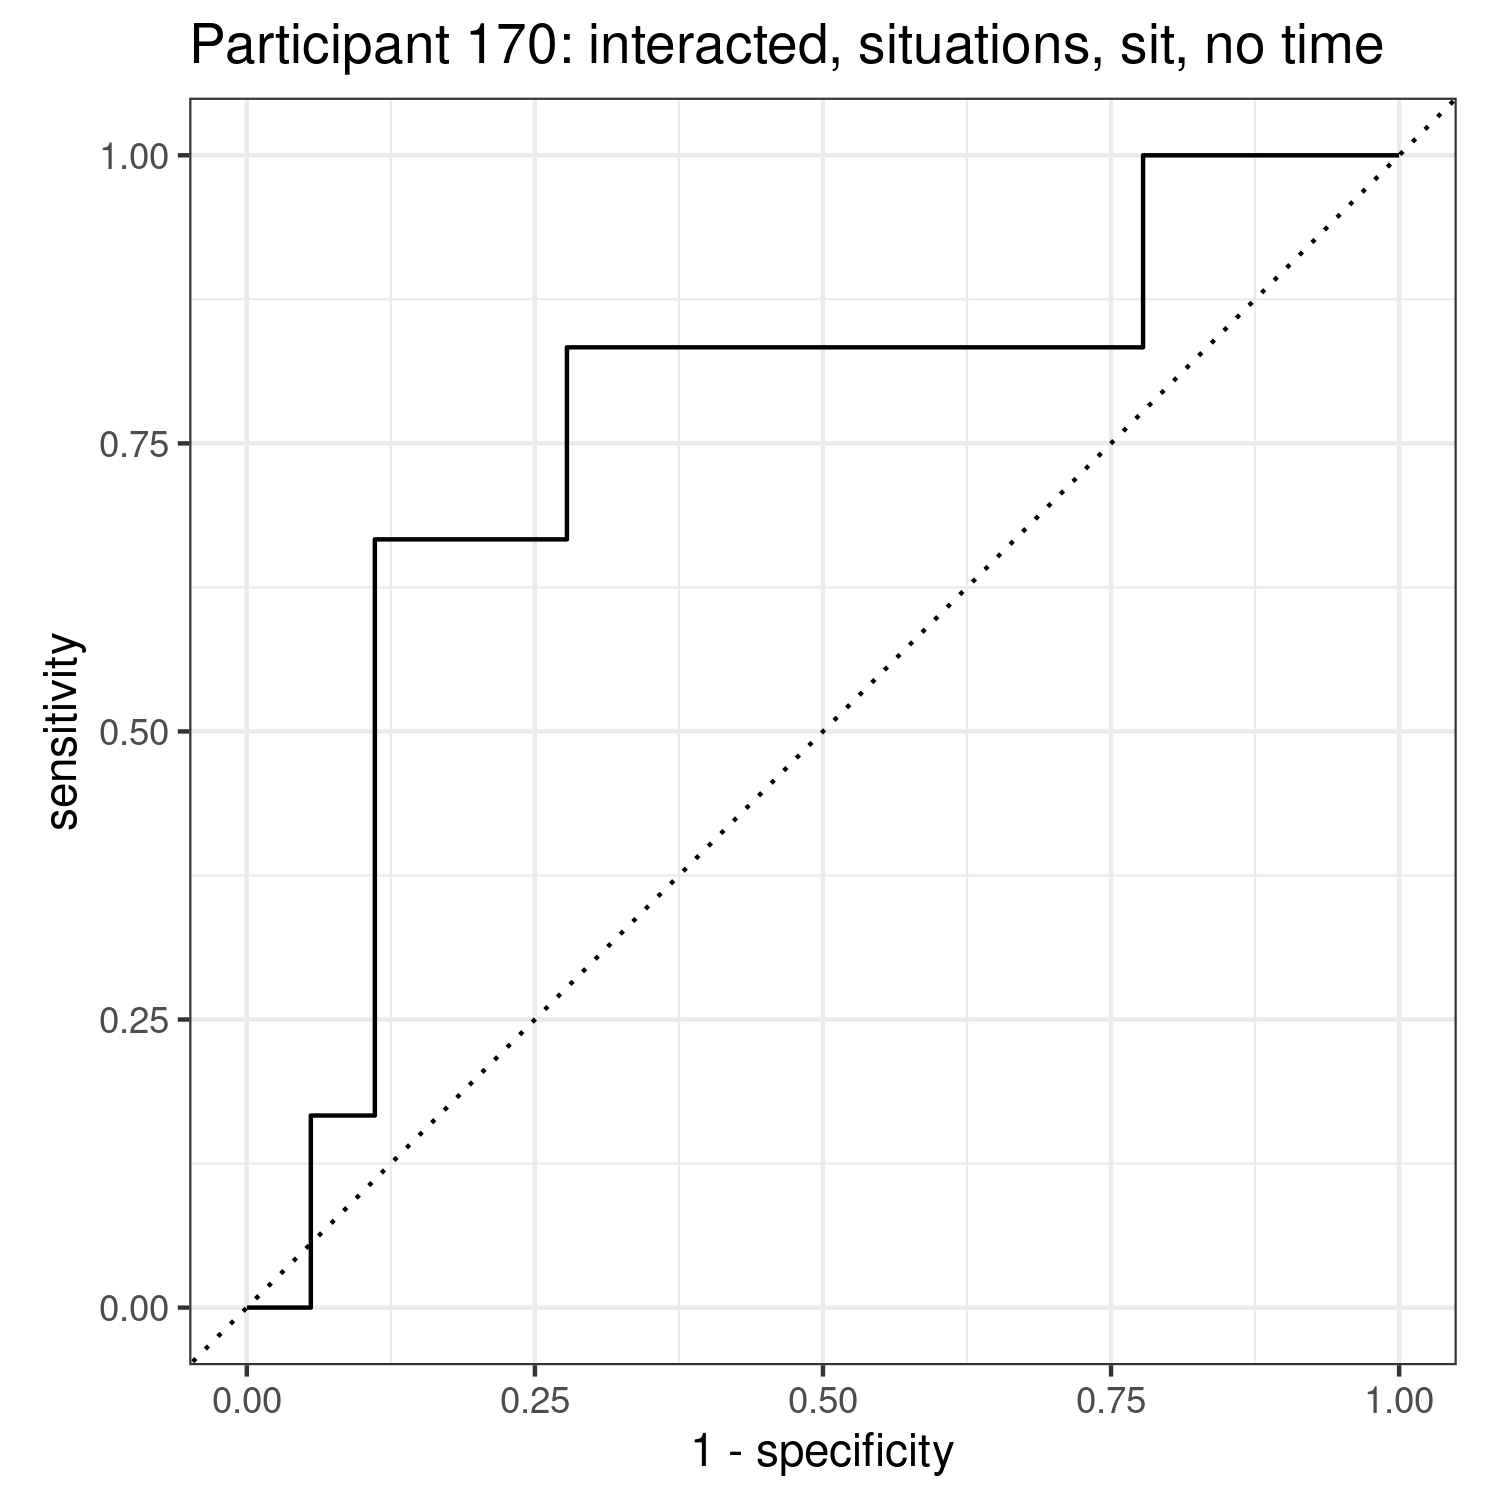 Participant 170: interacted, situations, sit, no time
sensitivity
1.00
0.75
0.50
0.25
0.00
0.00 0.25 0.50 0.75 1.00
1 - specificity